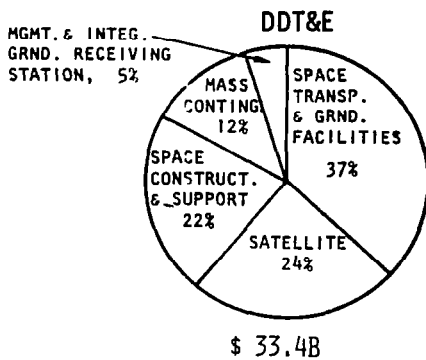 DDT&E
MGMT. & INTEG.
GRND. RECEIVING
STATION, 5%
MASS
CONTING.
12%
SPACE
TRANSP.
& GRND.
FACILITIES
37%
SPACE
CONSTRUCT.
& SUPPORT
22%
SATELLITE
24%
$ 33.4B